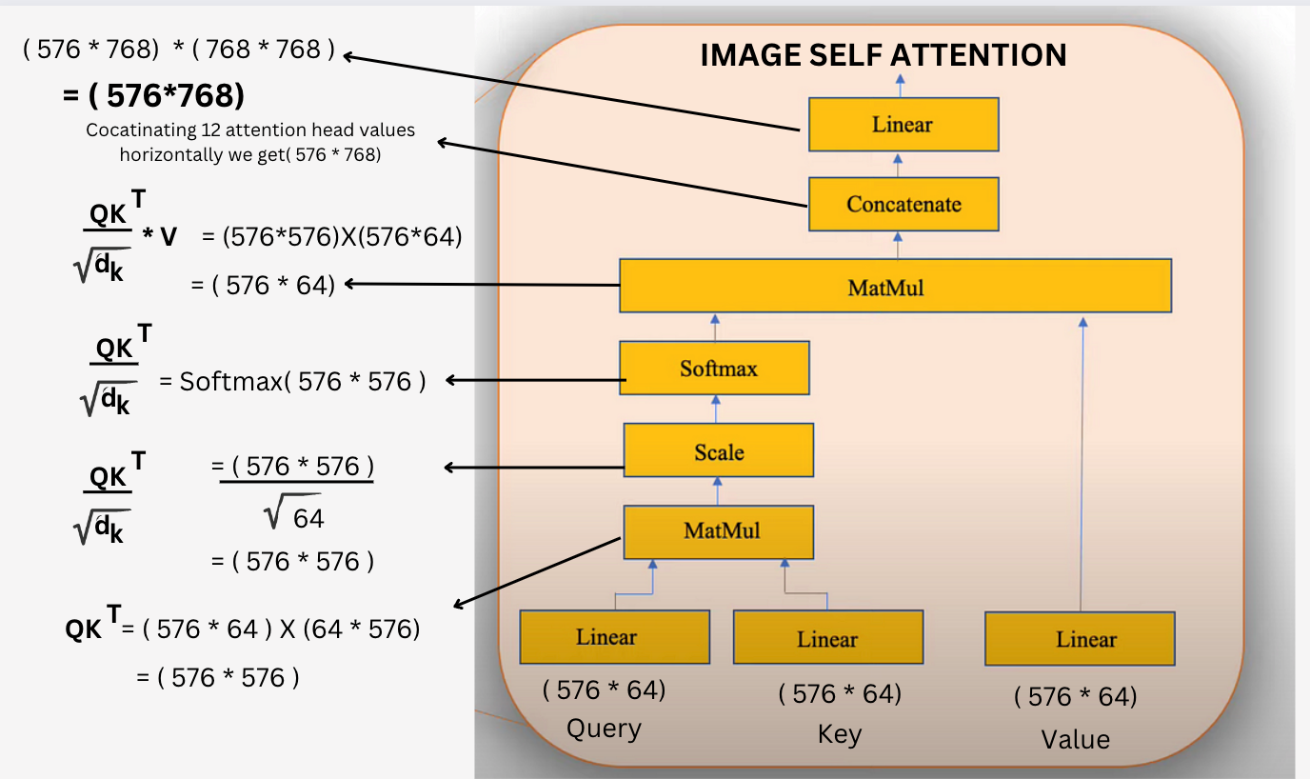 ( 576 * 768) * ( 768 * 768 )
= ( 576*768)
Cocatinating 12 attention head values
horizontally we get( 576 * 768)
QK T
* V = (576*576)X(576*64)
√dk
= ( 576 * 64)
QK T
= Softmax( 576 * 576 )
√dk
QK T = ( 576 * 576 )
√dk √ 64
= ( 576 * 576 )
QK T = ( 576 * 64 ) X (64 * 576)
= ( 576 * 576 )
IMAGE SELF ATTENTION
Linear
Concatenate
MatMul
Softmax
Scale
MatMul
Linear Linear Linear
( 576 * 64) ( 576 * 64) ( 576 * 64)
Query Key Value